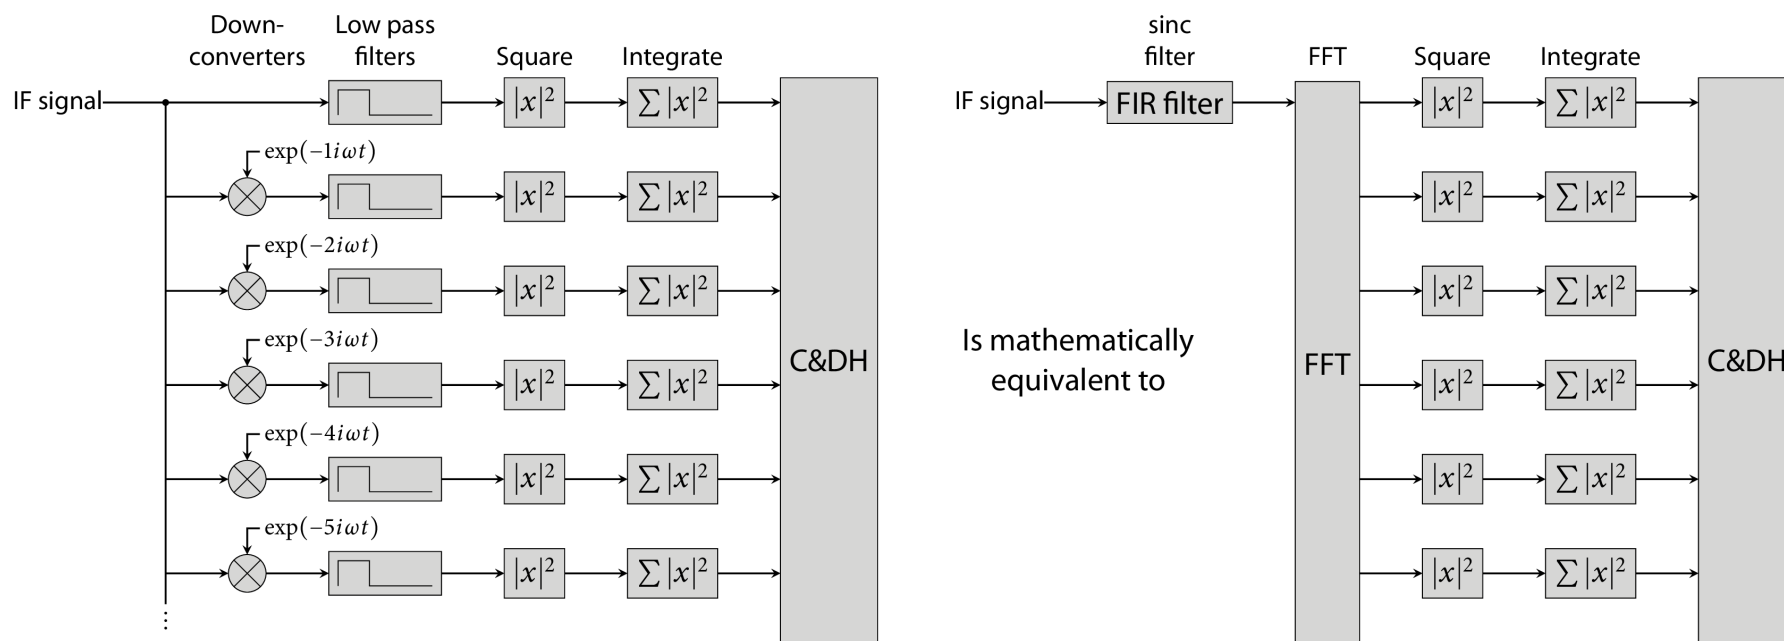 Down-
converters
Low pass
filters
Square
Integrate
IF signal
|x|²
∑ |x|²
exp(−1iωt)
|x|²
∑ |x|²
exp(−2iωt)
|x|²
∑ |x|²
exp(−3iωt)
|x|²
∑ |x|²
exp(−4iωt)
|x|²
∑ |x|²
exp(−5iωt)
|x|²
∑ |x|²
⋮
C&DH
Is mathematically
equivalent to
sinc
filter
FFT
Square
Integrate
IF signal
FIR filter
FFT
|x|²
∑ |x|²
|x|²
∑ |x|²
|x|²
∑ |x|²
|x|²
∑ |x|²
|x|²
∑ |x|²
|x|²
∑ |x|²
C&DH